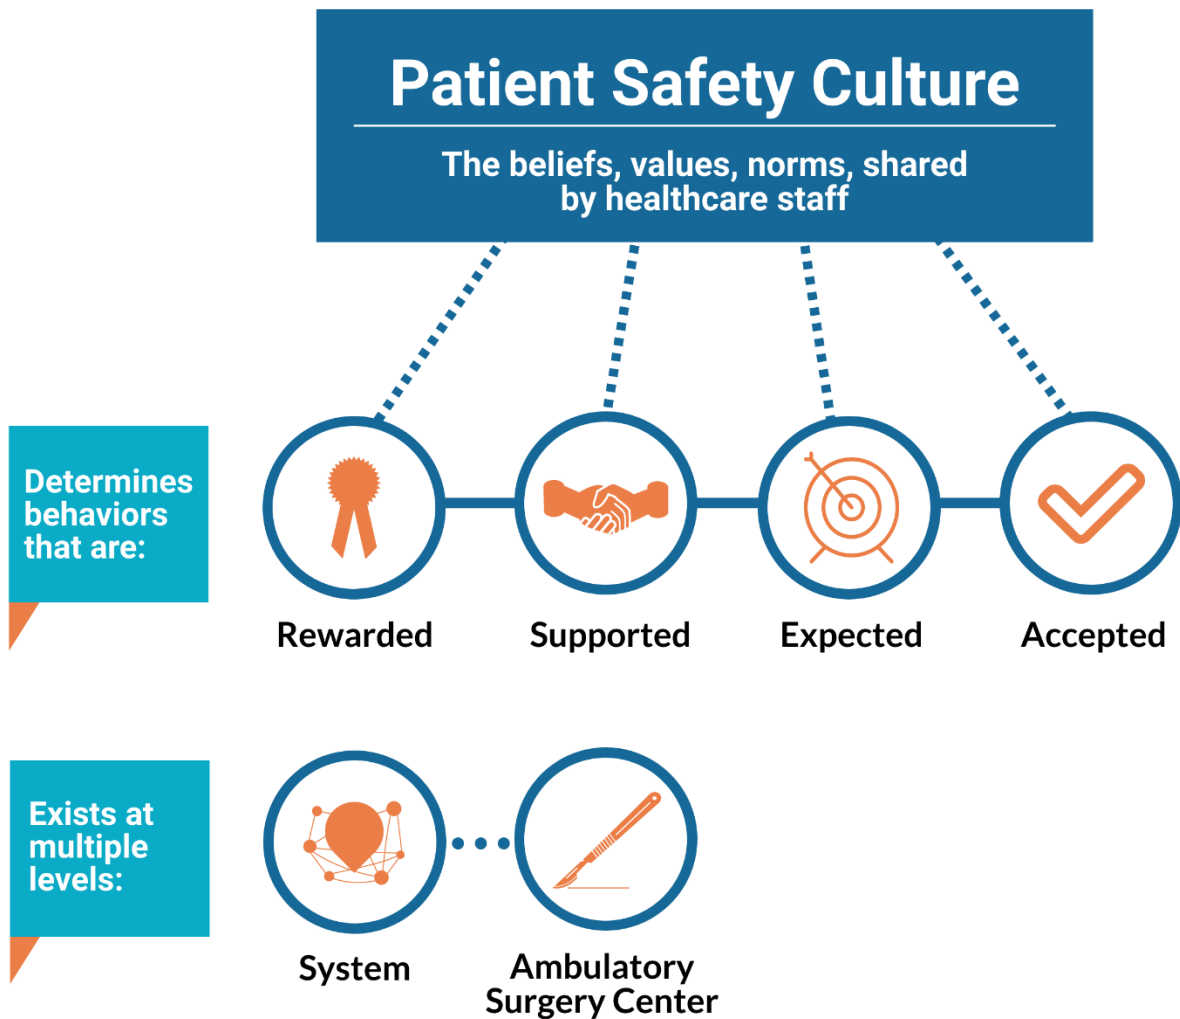 Patient Safety Culture
The beliefs, values, norms, shared
by healthcare staff
Determines
behaviors
that are:
Rewarded
Supported
Expected
Accepted
Exists at
multiple
levels:
System
Ambulatory
Surgery Center